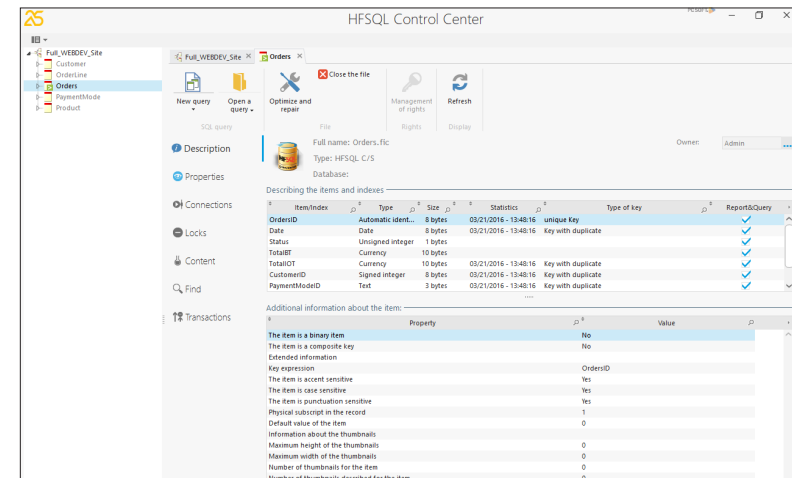 25
HFSQL Control Center
Full_WEBDEV_Site
Customer
OrderLine
Orders
PaymentMode
Product
Full_WEBDEV_Site
Orders
New query
Open a query
SQL query
Optimize and repair
Close the file
File
Management of rights
Rights
Refresh
Display
Description
Properties
Connections
Locks
Content
Find
Transactions
Full name: Orders.fic
Type: HFSQL C/S
Database:
Owner: Admin ...
Describing the items and indexes
Item/Index Type Size Statistics Type of key Report&Query
OrdersID Automatic ident... 8 bytes 03/21/2016 - 13:48:16 unique Key
Date Date 8 bytes 03/21/2016 - 13:48:16 Key with duplicate
Status Unsigned integer 1 bytes
TotalBT Currency 10 bytes
TotalIOT Currency 10 bytes 03/21/2016 - 13:48:16 Key with duplicate
CustomerID Signed integer 8 bytes 03/21/2016 - 13:48:16 Key with duplicate
PaymentModeID Text 3 bytes 03/21/2016 - 13:48:16 Key with duplicate
Additional information about the item:
Property Value
The item is a binary item No
The item is a composite key No
Extended information
Key expression OrdersID
The item is accent sensitive Yes
The item is case sensitive Yes
The item is punctuation sensitive Yes
Physical subscript in the record 1
Default value of the item 0
Information about the thumbnails
Maximum height of the thumbnails 0
Maximum width of the thumbnails 0
Number of thumbnails for the item 0
Number of thumbnails described for the item 0